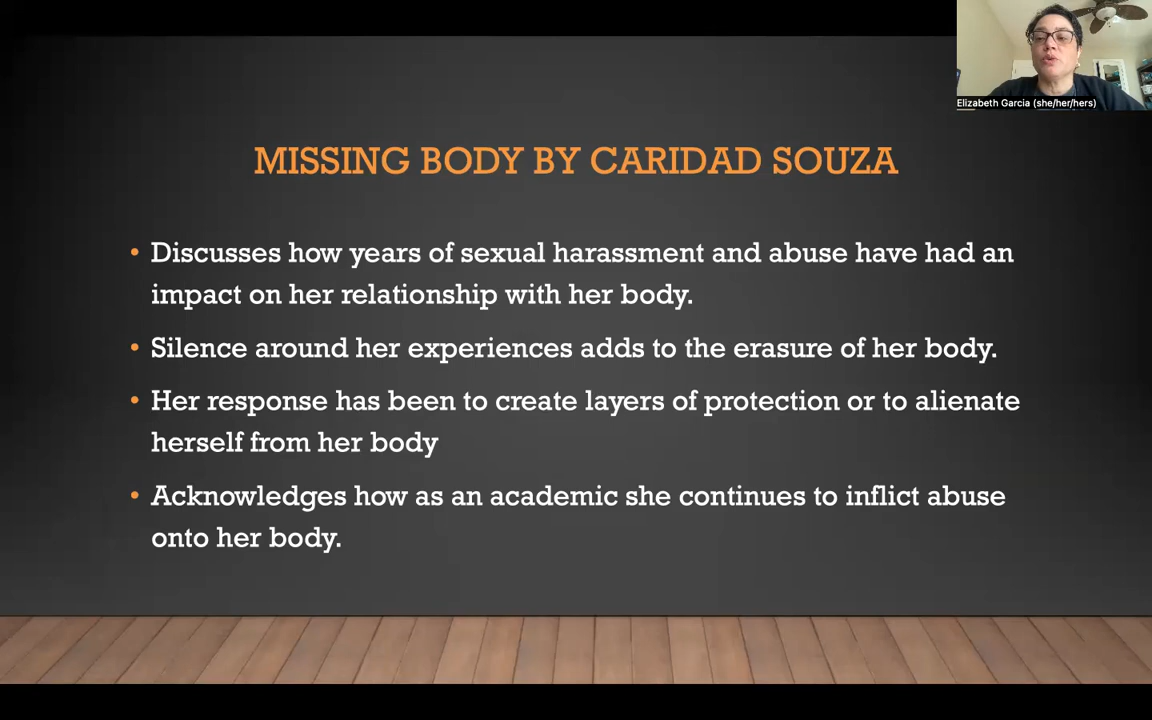 Elizabeth Garcia (she/her/hers)
MISSING BODY BY CARIDAD SOUZA
• Discusses how years of sexual harassment and abuse have had an
impact on her relationship with her body.
• Silence around her experiences adds to the erasure of her body.
• Her response has been to create layers of protection or to alienate
herself from her body
• Acknowledges how as an academic she continues to inflict abuse
onto her body.